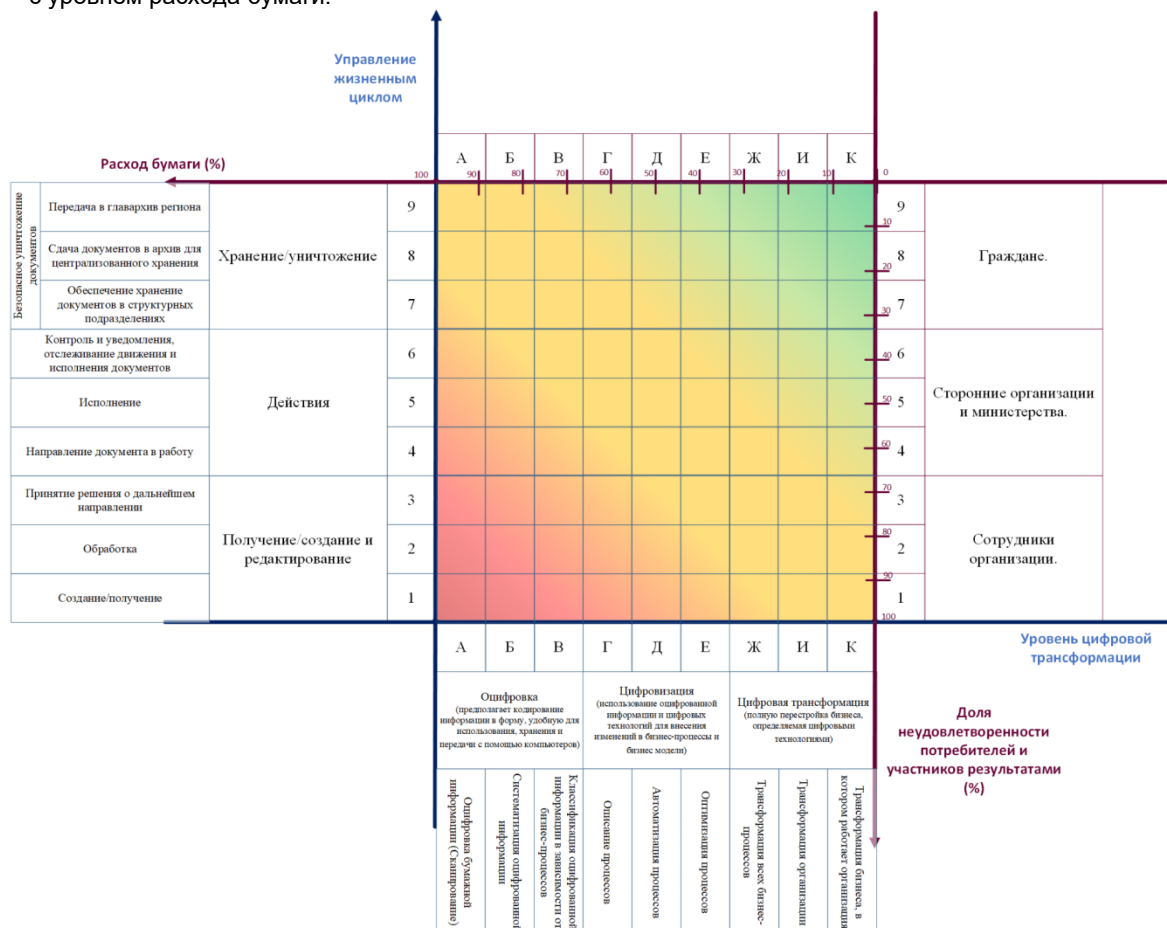 с уровнем расхода бумаги.
Управление
жизненным
циклом
Расход бумаги (%)
100
А Б В Г Д Е Ж И К
90 80 70 60 50 40 30 20 10 0
Безопасное уничтожение
документов
Передача в главархив региона
Сдача документов в архив для
централизованного хранения
Обеспечение хранение
документов в структурных
подразделениях
Хранение/уничтожение
9
8
7
Контроль и уведомления,
отслеживание движения и
исполнения документов
Исполнение
Направление документа в работу
Действия
6
5
4
Принятие решения о дальнейшем
направлении
Обработка
Создание/получение
Получение/создание и
редактирование
3
2
1
10
20
30
40
50
60
70
80
90
100
9
8
7
Граждане.
6
5
4
Сторонние организации
и министерства.
3
2
1
Сотрудники
организации.
Уровень цифровой
трансформации
А Б В Г Д Е Ж И К
Оцифровка
(предполагает кодирование
информации в форму, удобную для
использования, хранения и
передачи с помощью компьютеров)
Цифровизация
(использование оцифрованной
информации и цифровых
технологий для внесения
изменений в бизнес-процессы и
бизнес модели)
Цифровая трансформация
(полную перестройка бизнеса,
определяемая цифровыми
технологиями)
Доля
неудовлетворенности
потребителей и
участников результатами
(%)
Оцифровка бумажной
информации (Сканирование)
Систематизация оцифрованной
информации
Классификация оцифрованной
информации в зависимости от
бизнес-процессов
Описание процессов
Автоматизация процессов
Оптимизация процессов
Трансформация всех бизнес-
процессов
Трансформация организации
Трансформация бизнеса, в
котором работает организация